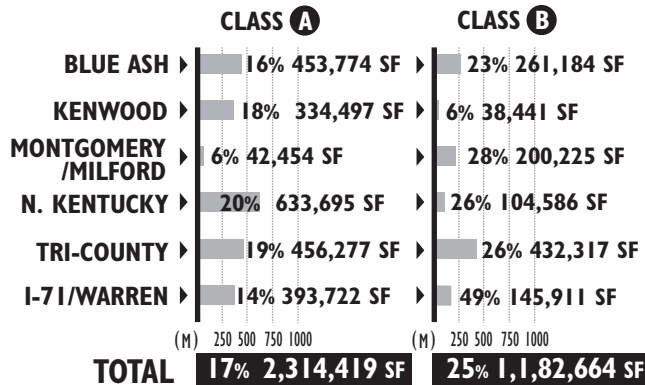 CLASS A CLASS B
BLUE ASH 16% 453,774 SF 23% 261,184 SF
KENWOOD 18% 334,497 SF 6% 38,441 SF
MONTGOMERY
/MILFORD 6% 42,454 SF 28% 200,225 SF
N. KENTUCKY 20% 633,695 SF 26% 104,586 SF
TRI-COUNTY 19% 456,277 SF 26% 432,317 SF
I-71/WARREN 14% 393,722 SF 49% 145,911 SF
(M) 250 500 750 1000 (M) 250 500 750 1000
TOTAL 17% 2,314,419 SF 25% 1,1,82,664 SF